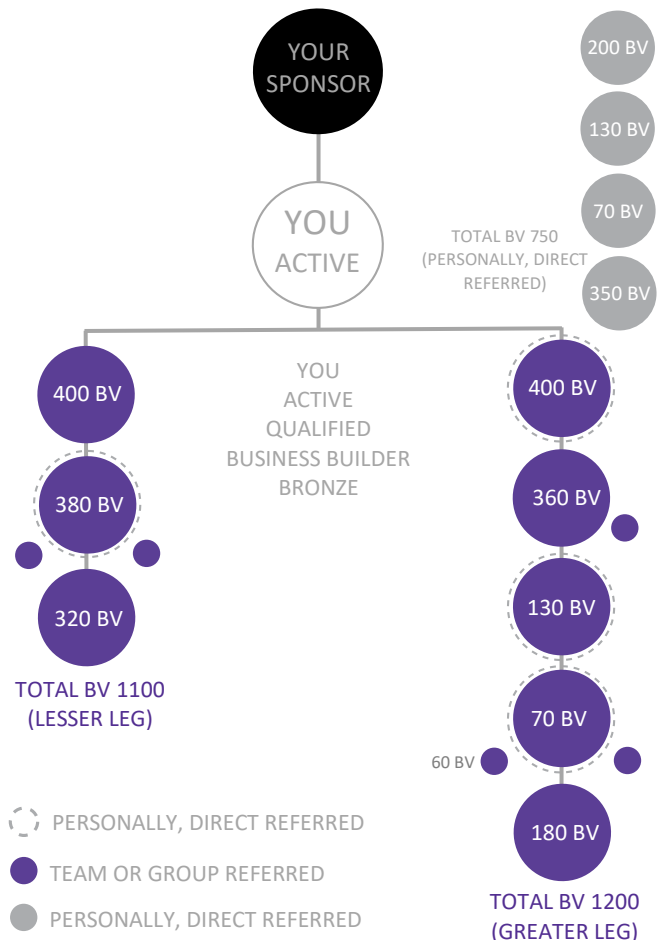 YOUR
SPONSOR
200 BV
130 BV
70 BV
350 BV
YOU
ACTIVE
TOTAL BV 750
(PERSONALLY, DIRECT
REFERRED)
YOU
ACTIVE
QUALIFIED
BUSINESS BUILDER
BRONZE
400 BV
380 BV
320 BV
TOTAL BV 1100
(LESSER LEG)
400 BV
360 BV
130 BV
70 BV
60 BV
180 BV
TOTAL BV 1200
(GREATER LEG)
PERSONALLY, DIRECT REFERRED
TEAM OR GROUP REFERRED
PERSONALLY, DIRECT REFERRED